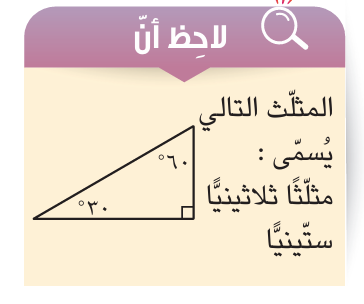 لاحِظ أنّ
المثلّث التالي
يُسمّى :
مثلّثًا ثلاثينيًّا
ستّينيًّا
٦٠°
٣٠°